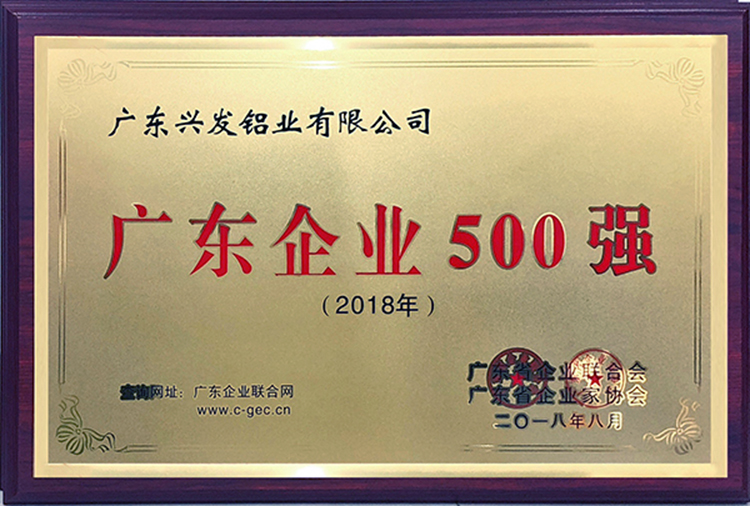 广东兴发铝业有限公司
广东企业500强
（2018年）
广东省企业联合会
广东省企业家协会
二〇一八年八月
查询网址：广东企业联合网
www.c-gec.cn